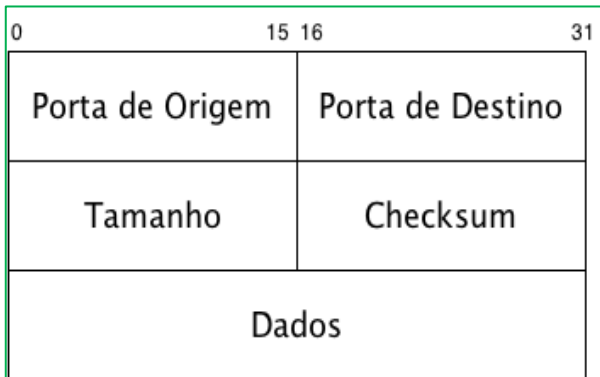 0 15 16 31
Porta de Origem Porta de Destino
Tamanho Checksum
Dados